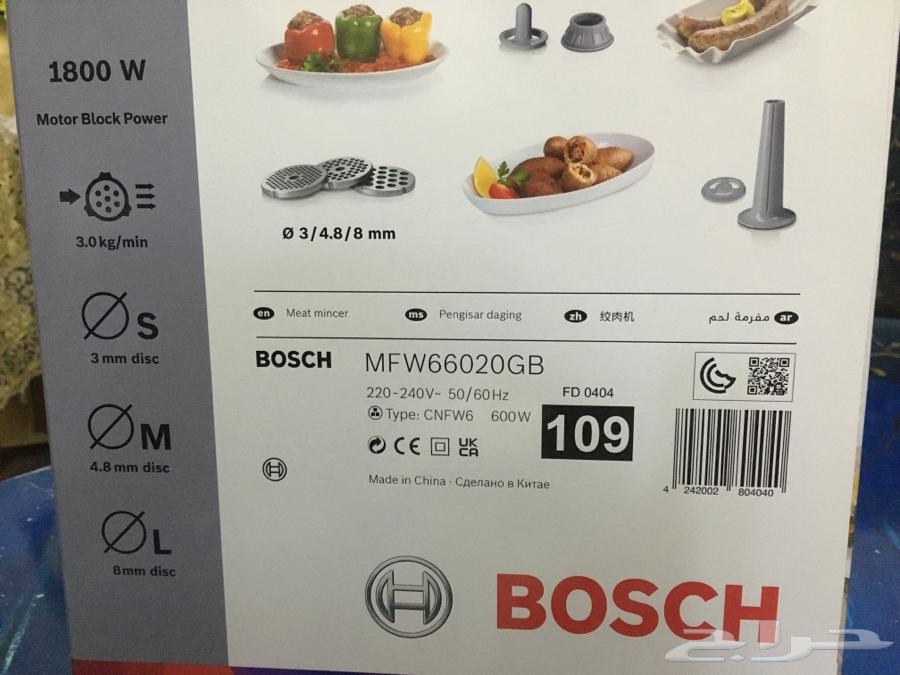 1800 W
Motor Block Power
3.0 kg/min
S
3 mm disc
M
4.8 mm disc
L
8mm disc
Ø 3/4.8/8 mm
en Meat mincer
ms Pengisar daging
zh 绞肉机
ar مفرمة لحم
BOSCH
MFW66020GB
220-240V~ 50/60Hz
Type: CNFW6 600W
FD 0404
109
CE
UK
CA
Made in China · Сделано в Китае
4 242002 804040
BOSCH
حراج